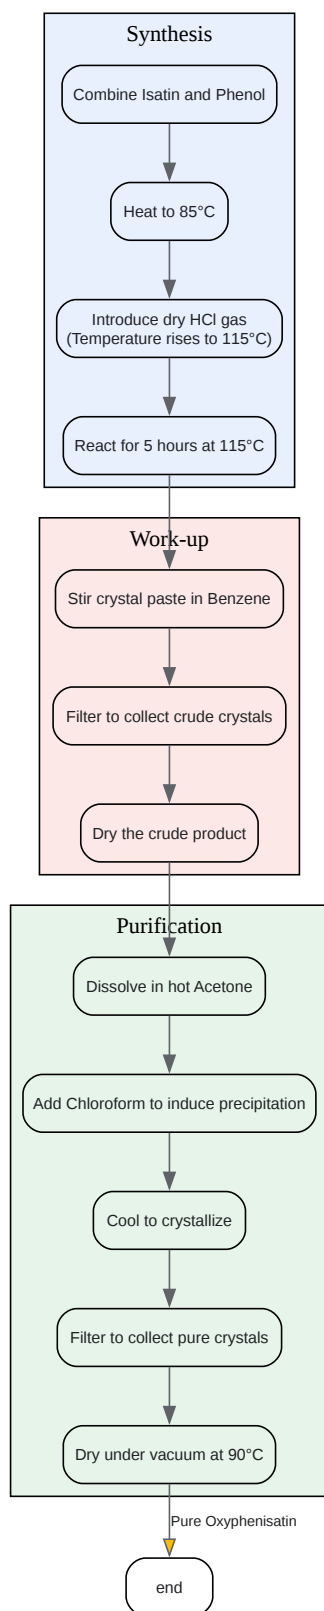 Synthesis
Combine Isatin and Phenol
Heat to 85°C
Introduce dry HCl gas
(Temperature rises to 115°C)
React for 5 hours at 115°C
Work-up
Stir crystal paste in Benzene
Filter to collect crude crystals
Dry the crude product
Purification
Dissolve in hot Acetone
Add Chloroform to induce precipitation
Cool to crystallize
Filter to collect pure crystals
Dry under vacuum at 90°C
Pure Oxyphenisatin
end